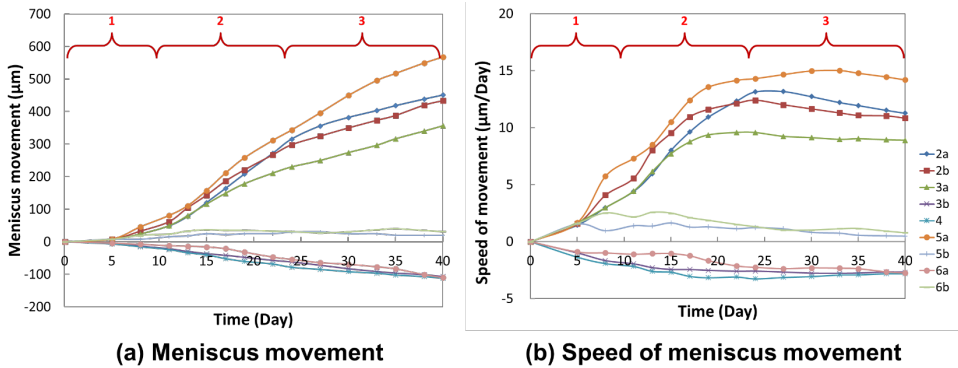 700
600
500
400
300
200
100
0
-100
-200
Meniscus movement (µm)
1
2
3
0 5 10 15 20 25 30 35 40
Time (Day)
(a) Meniscus movement
20
15
10
5
0
-5
Speed of movement (µm/Day)
1
2
3
0 5 10 15 20 25 30 35 40
Time (Day)
2a
2b
3a
3b
4
5a
5b
6a
6b
(b) Speed of meniscus movement